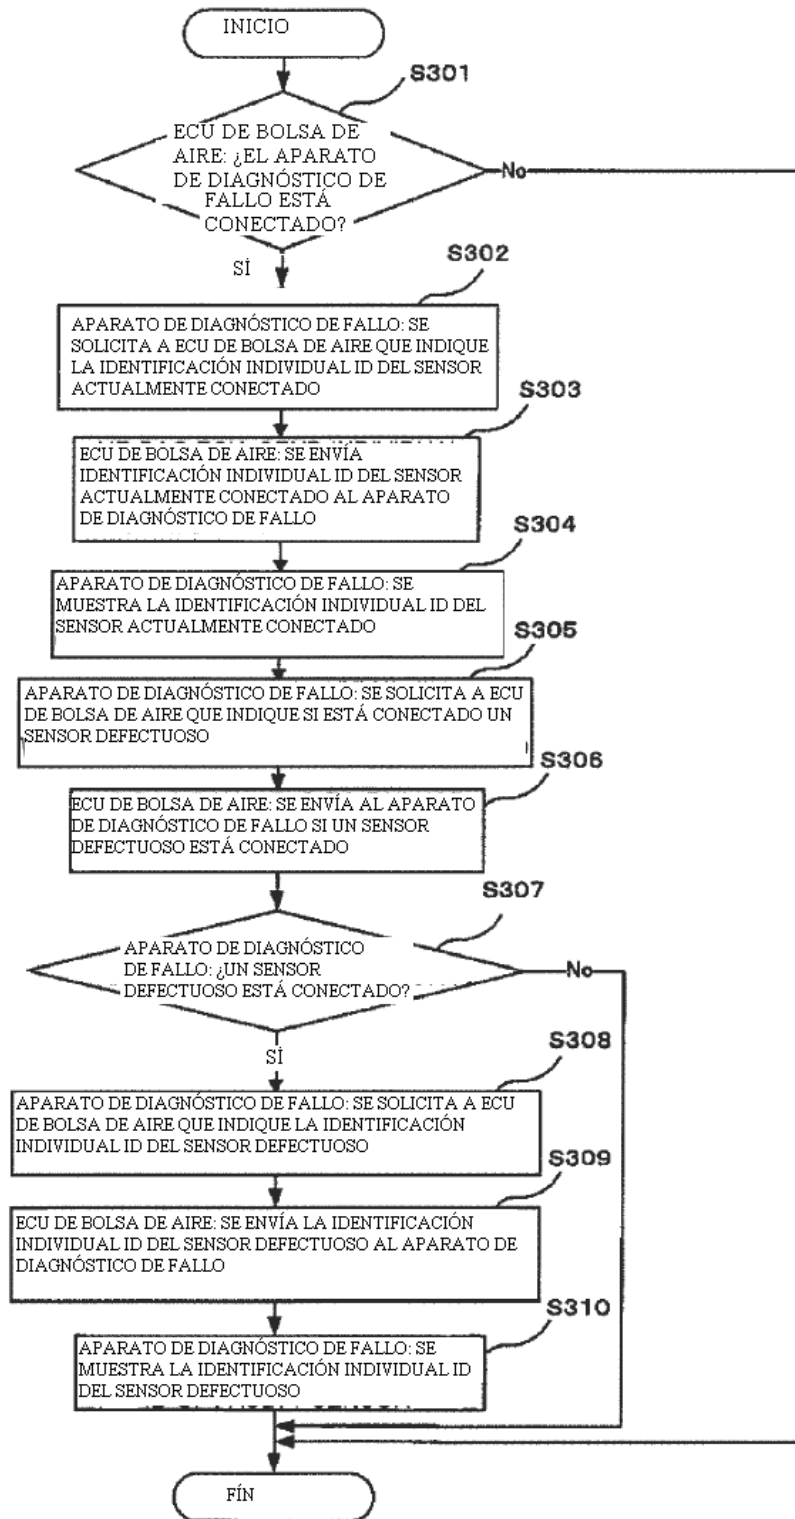 INICIO
S301
ECU DE BOLSA DE
AIRE: ¿EL APARATO
DE DIAGNÓSTICO DE
FALLO ESTÁ
CONECTADO?
No
SÍ
S302
APARATO DE DIAGNÓSTICO DE FALLO: SE
SOLICITA A ECU DE BOLSA DE AIRE QUE INDIQUE
LA IDENTIFICACIÓN INDIVIDUAL ID DEL SENSOR
ACTUALMENTE CONECTADO
S303
ECU DE BOLSA DE AIRE: SE ENVÍA
IDENTIFICACIÓN INDIVIDUAL ID DEL SENSOR
ACTUALMENTE CONECTADO AL APARATO
DE DIAGNÓSTICO DE FALLO
S304
APARATO DE DIAGNÓSTICO DE FALLO: SE
MUESTRA LA IDENTIFICACIÓN INDIVIDUAL ID DEL
SENSOR ACTUALMENTE CONECTADO
S305
APARATO DE DIAGNÓSTICO DE FALLO: SE SOLICITA A ECU
DE BOLSA DE AIRE QUE INDIQUE SI ESTÁ CONECTADO UN
SENSOR DEFECTUOSO
S306
ECU DE BOLSA DE AIRE: SE ENVÍA AL APARATO
DE DIAGNÓSTICO DE FALLO SI UN SENSOR
DEFECTUOSO ESTÁ CONECTADO
S307
APARATO DE DIAGNÓSTICO
DE FALLO: ¿UN SENSOR
DEFECTUOSO ESTÁ CONECTADO?
No
SÍ
S308
APARATO DE DIAGNÓSTICO DE FALLO: SE SOLICITA A ECU
DE BOLSA DE AIRE QUE INDIQUE LA IDENTIFICACIÓN
INDIVIDUAL ID DEL SENSOR DEFECTUOSO
S309
ECU DE BOLSA DE AIRE: SE ENVÍA LA IDENTIFICACIÓN
INDIVIDUAL ID DEL SENSOR DEFECTUOSO AL APARATO DE
DIAGNÓSTICO DE FALLO
S310
APARATO DE DIAGNÓSTICO DE FALLO: SE
MUESTRA LA IDENTIFICACIÓN INDIVIDUAL ID
DEL SENSOR DEFECTUOSO
FÍN